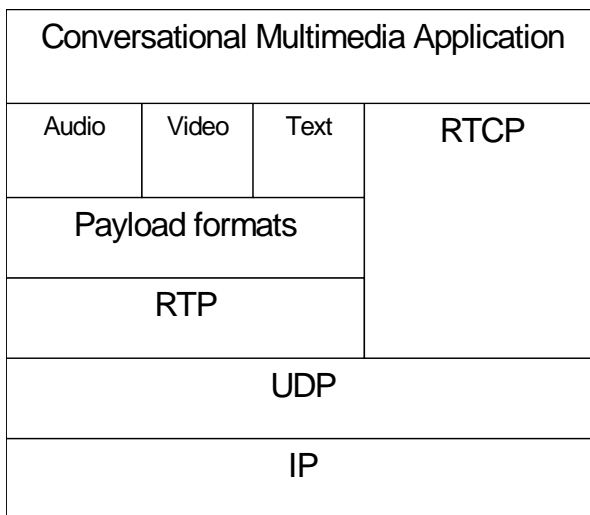 Conversational Multimedia Application
Audio
Video
Text
RTCP
Payload formats
RTP
UDP
IP